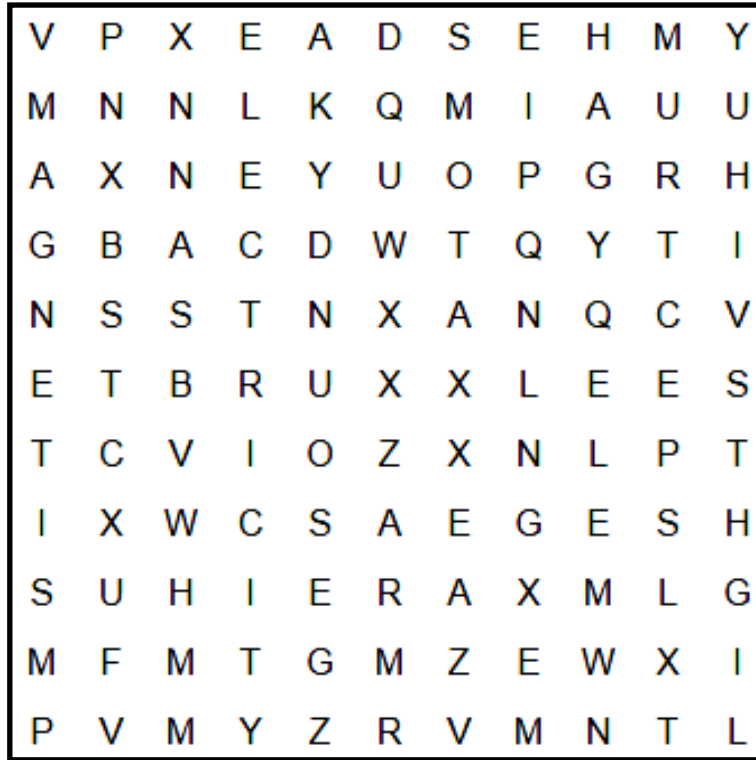 V P X E A D S E H M Y
M N N L K Q M I A U U
A X N E Y U O P G R H
G B A C D W T Q Y T I
N S S T N X A N Q C V
E T B R U X X L E E S
T C V I O Z X N L P T
I X W C S A E G E S H
S U H I E R A X M L G
M F M T G M Z E W X I
P V M Y Z R V M N T L